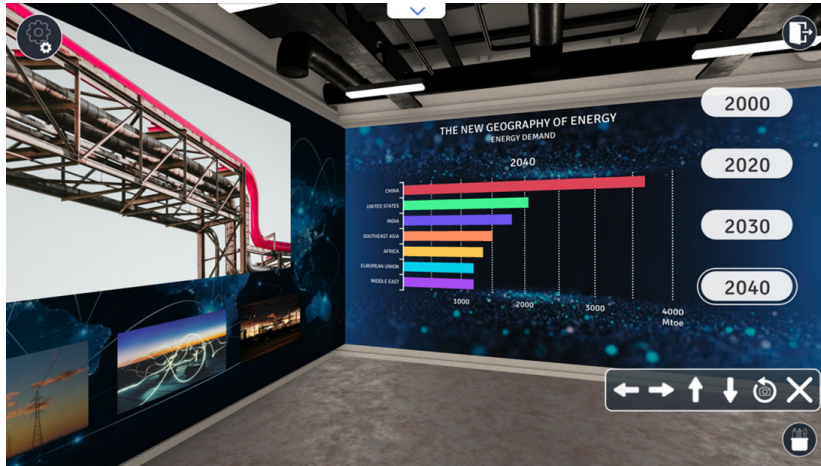 THE NEW GEOGRAPHY OF ENERGY
ENERGY DEMAND
2040
CHINA
UNITED STATES
INDIA
SOUTHEAST ASIA
AFRICA
EUROPEAN UNION
MIDDLE EAST
1000
2000
3000
4000
Mtoe
2000
2020
2030
2040